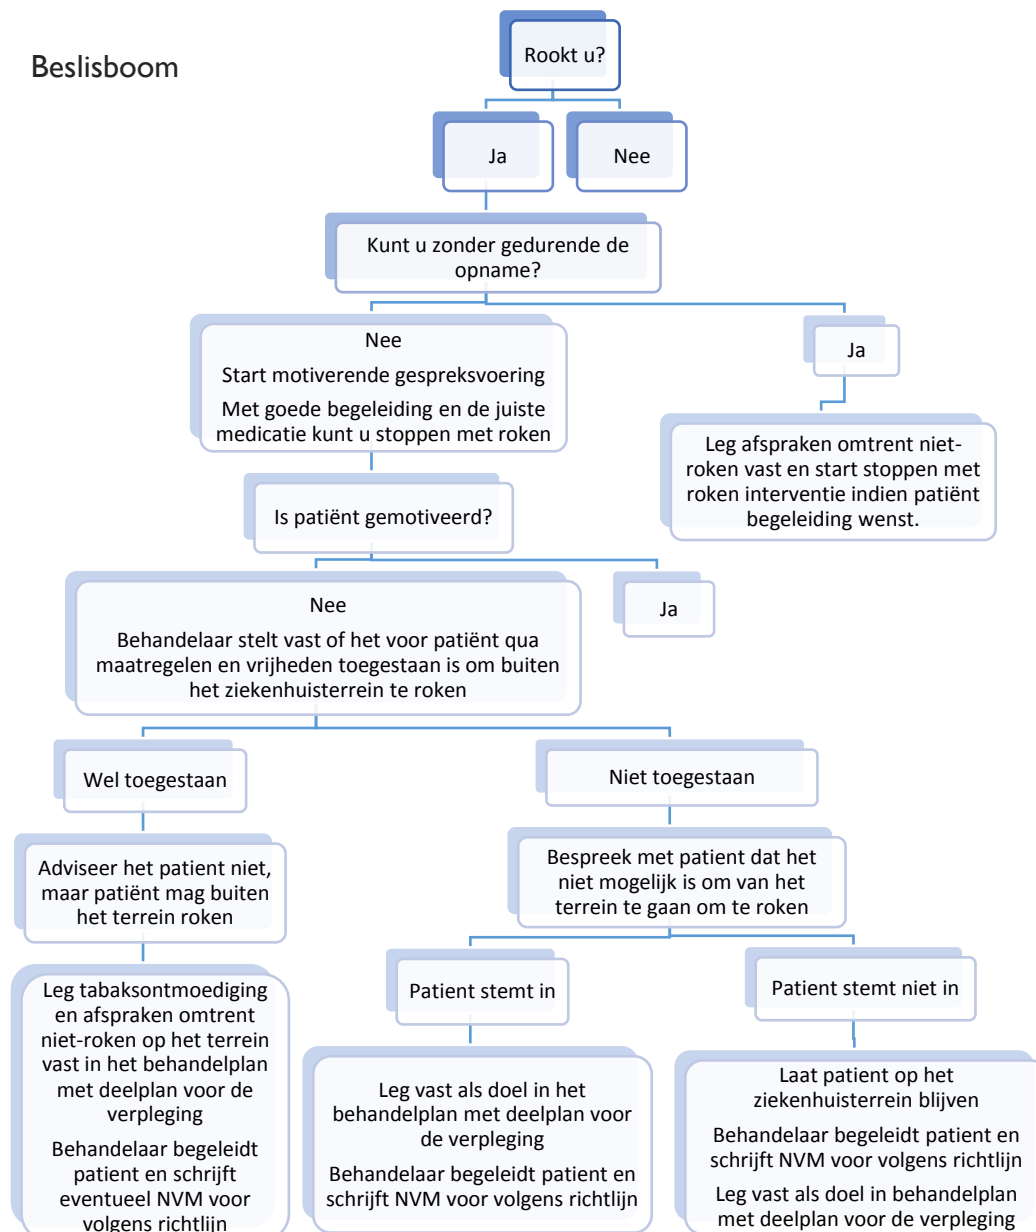 Beslisboom
Rookt u?
Ja
Nee
Kunt u zonder gedurende de
opname?
Nee
Start motiverende gespreksvoering
Met goede begeleiding en de juiste
medicatie kunt u stoppen met roken
Ja
Leg afspraken omtrent niet-
roken vast en start stoppen met
roken interventie indien patiënt
begeleiding wenst.
Is patiënt gemotiveerd?
Nee
Behandelaar stelt vast of het voor patiënt qua
maatregelen en vrijheden toegestaan is om buiten
het ziekenhuisterrein te roken
Ja
Wel toegestaan
Niet toegestaan
Adviseer het patient niet,
maar patiënt mag buiten
het terrein roken
Bespreek met patient dat het
niet mogelijk is om van het
terrein te gaan om te roken
Leg tabaksontmoediging
en afspraken omtrent
niet-roken op het terrein
vast in het behandelplan
met deelplan voor de
verpleging
Behandelaar begeleidt
patient en schrijft
eventueel NVM voor
volgens richtlijn
Patient stemt in
Patient stemt niet in
Leg vast als doel in het
behandelplan met deelplan voor
de verpleging
Behandelaar begeleidt patient en
schrijft NVM voor volgens richtlijn
Laat patient op het
ziekenhuisterrein blijven
Behandelaar begeleidt patient en
schrijft NVM voor volgens richtlijn
Leg vast als doel in behandelplan
met deelplan voor de verpleging